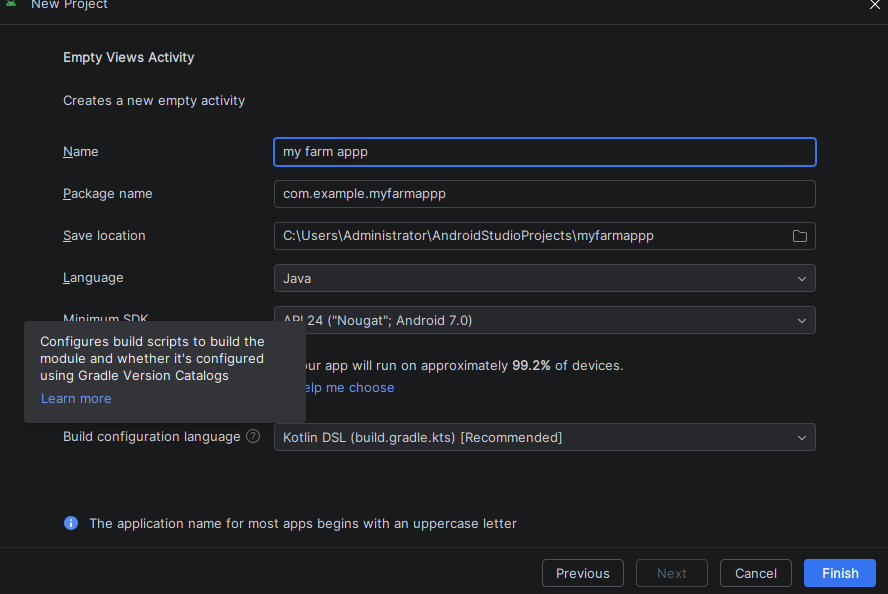 New Project
Empty Views Activity
Creates a new empty activity
Name
my farm appp
Package name
com.example.myfarmappp
Save location
C:\Users\Administrator\AndroidStudioProjects\myfarmappp
Language
Java
Minimum SDK
API 24 ("Nougat"; Android 7.0)
Configures build scripts to build the
module and whether it's configured
using Gradle Version Catalogs
Learn more
our app will run on approximately 99.2% of devices.
elp me choose
Build configuration language ?
Kotlin DSL (build.gradle.kts) [Recommended]
The application name for most apps begins with an uppercase letter
Previous
Next
Cancel
Finish